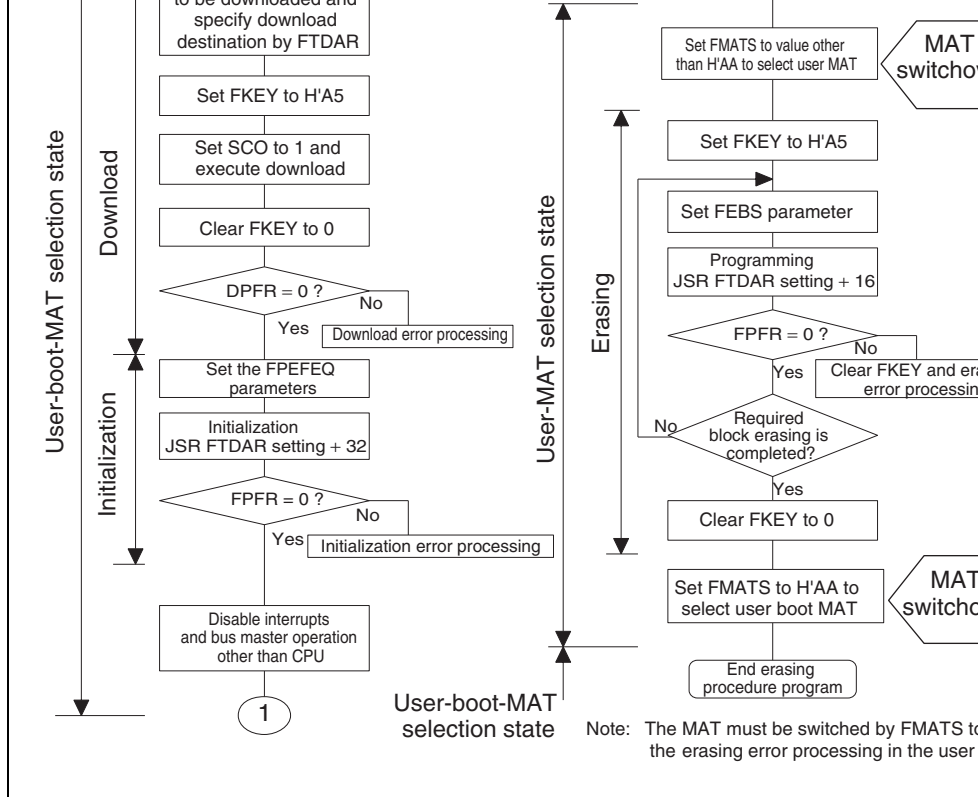 to be downloaded and
specify download
destination by FTDAR
Set FKEY to H'A5
Set SCO to 1 and
execute download
Clear FKEY to 0
DPFR = 0 ?
No
Yes
Download error processing
Set the FPEFEQ
parameters
Initialization
JSR FTDAR setting + 32
FPFR = 0 ?
No
Yes
Initialization error processing
Disable interrupts
and bus master operation
other than CPU
1
User-boot-MAT selection state
Download
Initialization
Set FMATS to value other
than H'AA to select user MAT
MAT
Set FKEY to H'A5
Set FEBS parameter
Programming
JSR FTDAR setting + 16
FPFR = 0 ?
No
Yes
Clear FKEY and
error
Required
block erasing is
completed?
No
Yes
Clear FKEY to 0
Set FMATS to H'AA to
select user boot MAT
MAT
End erasing
procedure program
User-MAT selection state
Erasing
User-boot-MAT
selection state
Note: The MAT must be switched by FMATS to
the erasing error processing in the user